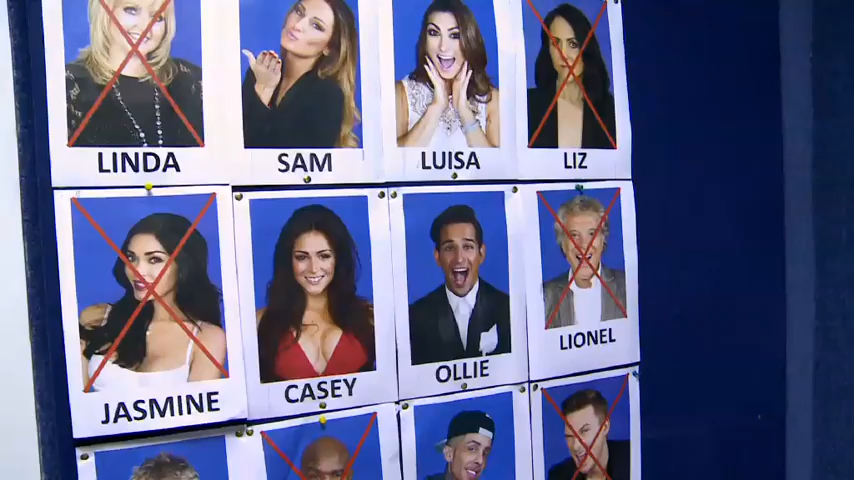 LINDA
SAM
LUISA
LIZ
JASMINE
CASEY
OLLIE
LIONEL